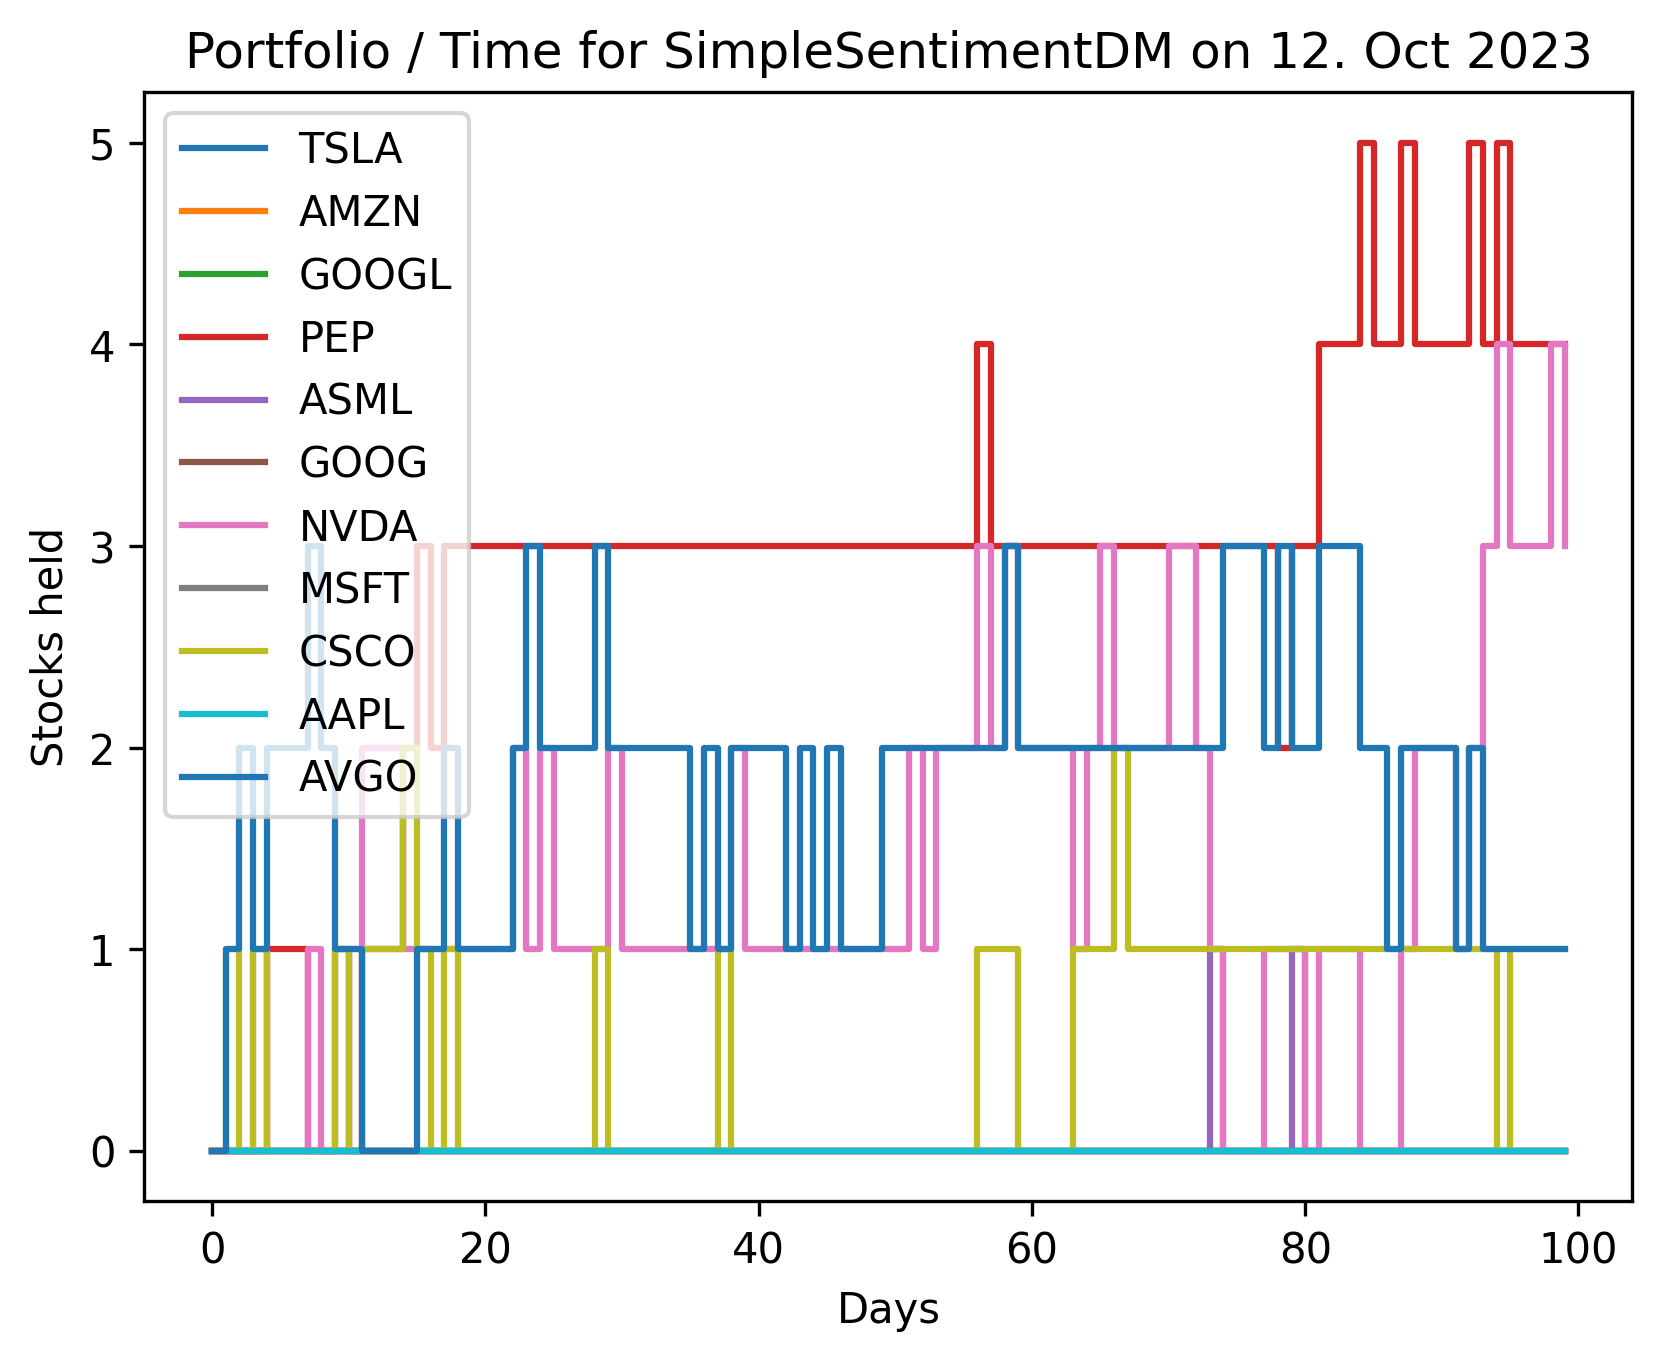 Portfolio / Time for SimpleSentimentDM on 12. Oct 2023
TSLA
AMZN
GOOGL
PEP
ASML
GOOG
NVDA
MSFT
CSCO
AAPL
AVGO
Stocks held
5
4
3
2
1
0
0 20 40 60 80 100
Days